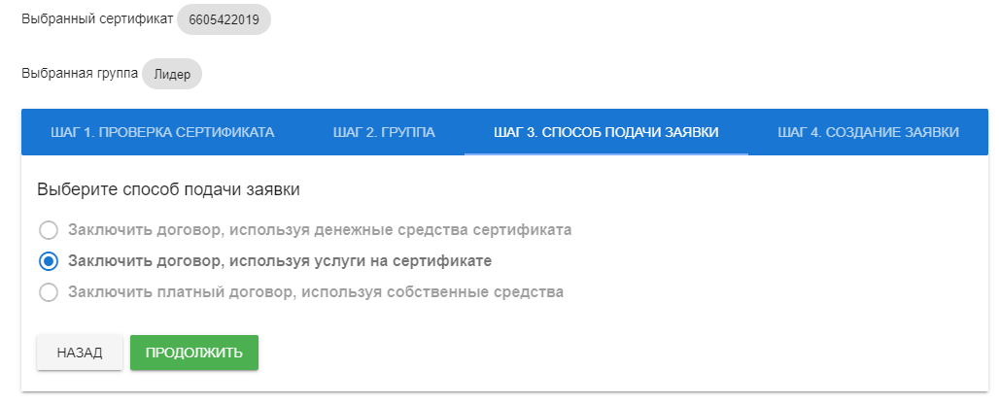 Выбранный сертификат 6605422019
Выбранная группа Лидер
ШАГ 1. ПРОВЕРКА СЕРТИФИКАТА ШАГ 2. ГРУППА ШАГ 3. СПОСОБ ПОДАЧИ ЗАЯВКИ ШАГ 4. СОЗДАНИЕ ЗАЯВКИ
Выберите способ подачи заявки
Заключить договор, используя денежные средства сертификата
Заключить договор, используя услуги на сертификате
Заключить платный договор, используя собственные средства
НАЗАД ПРОДОЛЖИТЬ